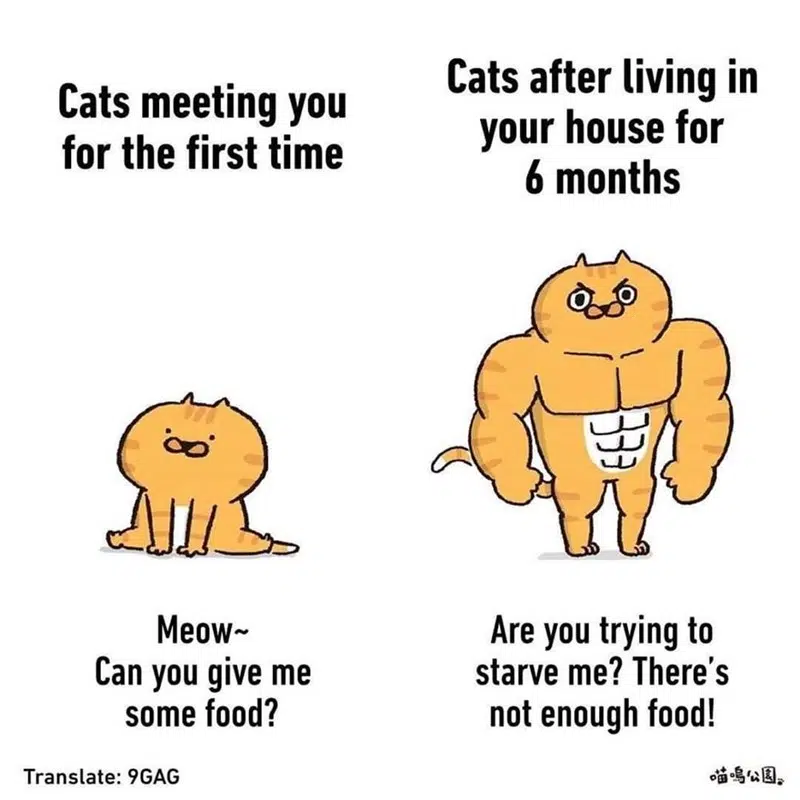 Cats meeting you
for the first time
Cats after living in
your house for
6 months
Meow~
Can you give me
some food?
Are you trying to
starve me? There's
not enough food!
Translate: 9GAG
喵嗚公園